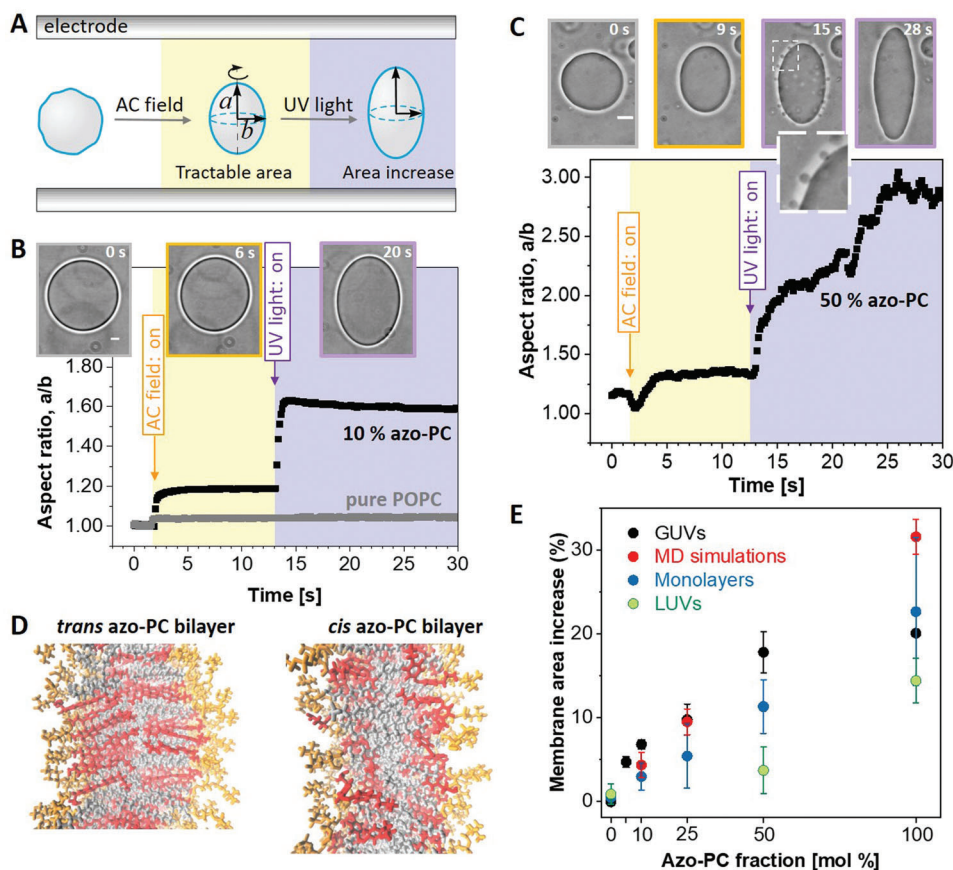 A
electrode
AC field
UV light
a
b
Tractable area
Area increase
B
0 s
6 s
20 s
AC field: on
UV light: on
1.80
1.60
1.40
1.20
1.00
Aspect ratio, a/b
10 % azo-PC
pure POPC
0
5
10
15
20
25
30
Time [s]
C
0 s
9 s
15 s
28 s
AC field: on
UV light: on
3.00
2.50
2.00
1.50
1.00
Aspect ratio, a/b
50 % azo-PC
0
5
10
15
20
25
30
Time [s]
D
trans azo-PC bilayer
cis azo-PC bilayer
E
GUVs
MD simulations
Monolayers
LUVs
30
20
10
0
Membrane area increase (%)
0
10
25
50
100
Azo-PC fraction [mol %]